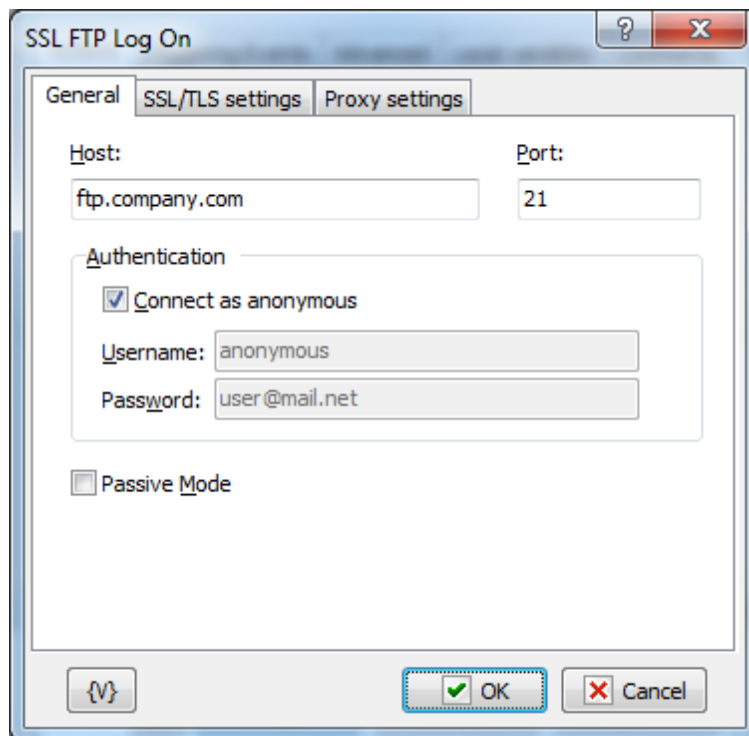 SSL FTP Log On
?
General SSL/TLS settings Proxy settings
Host: Port:
ftp.company.com 21
Authentication
Connect as anonymous
Username: anonymous
Password: user@mail.net
Passive Mode
{V} OK Cancel